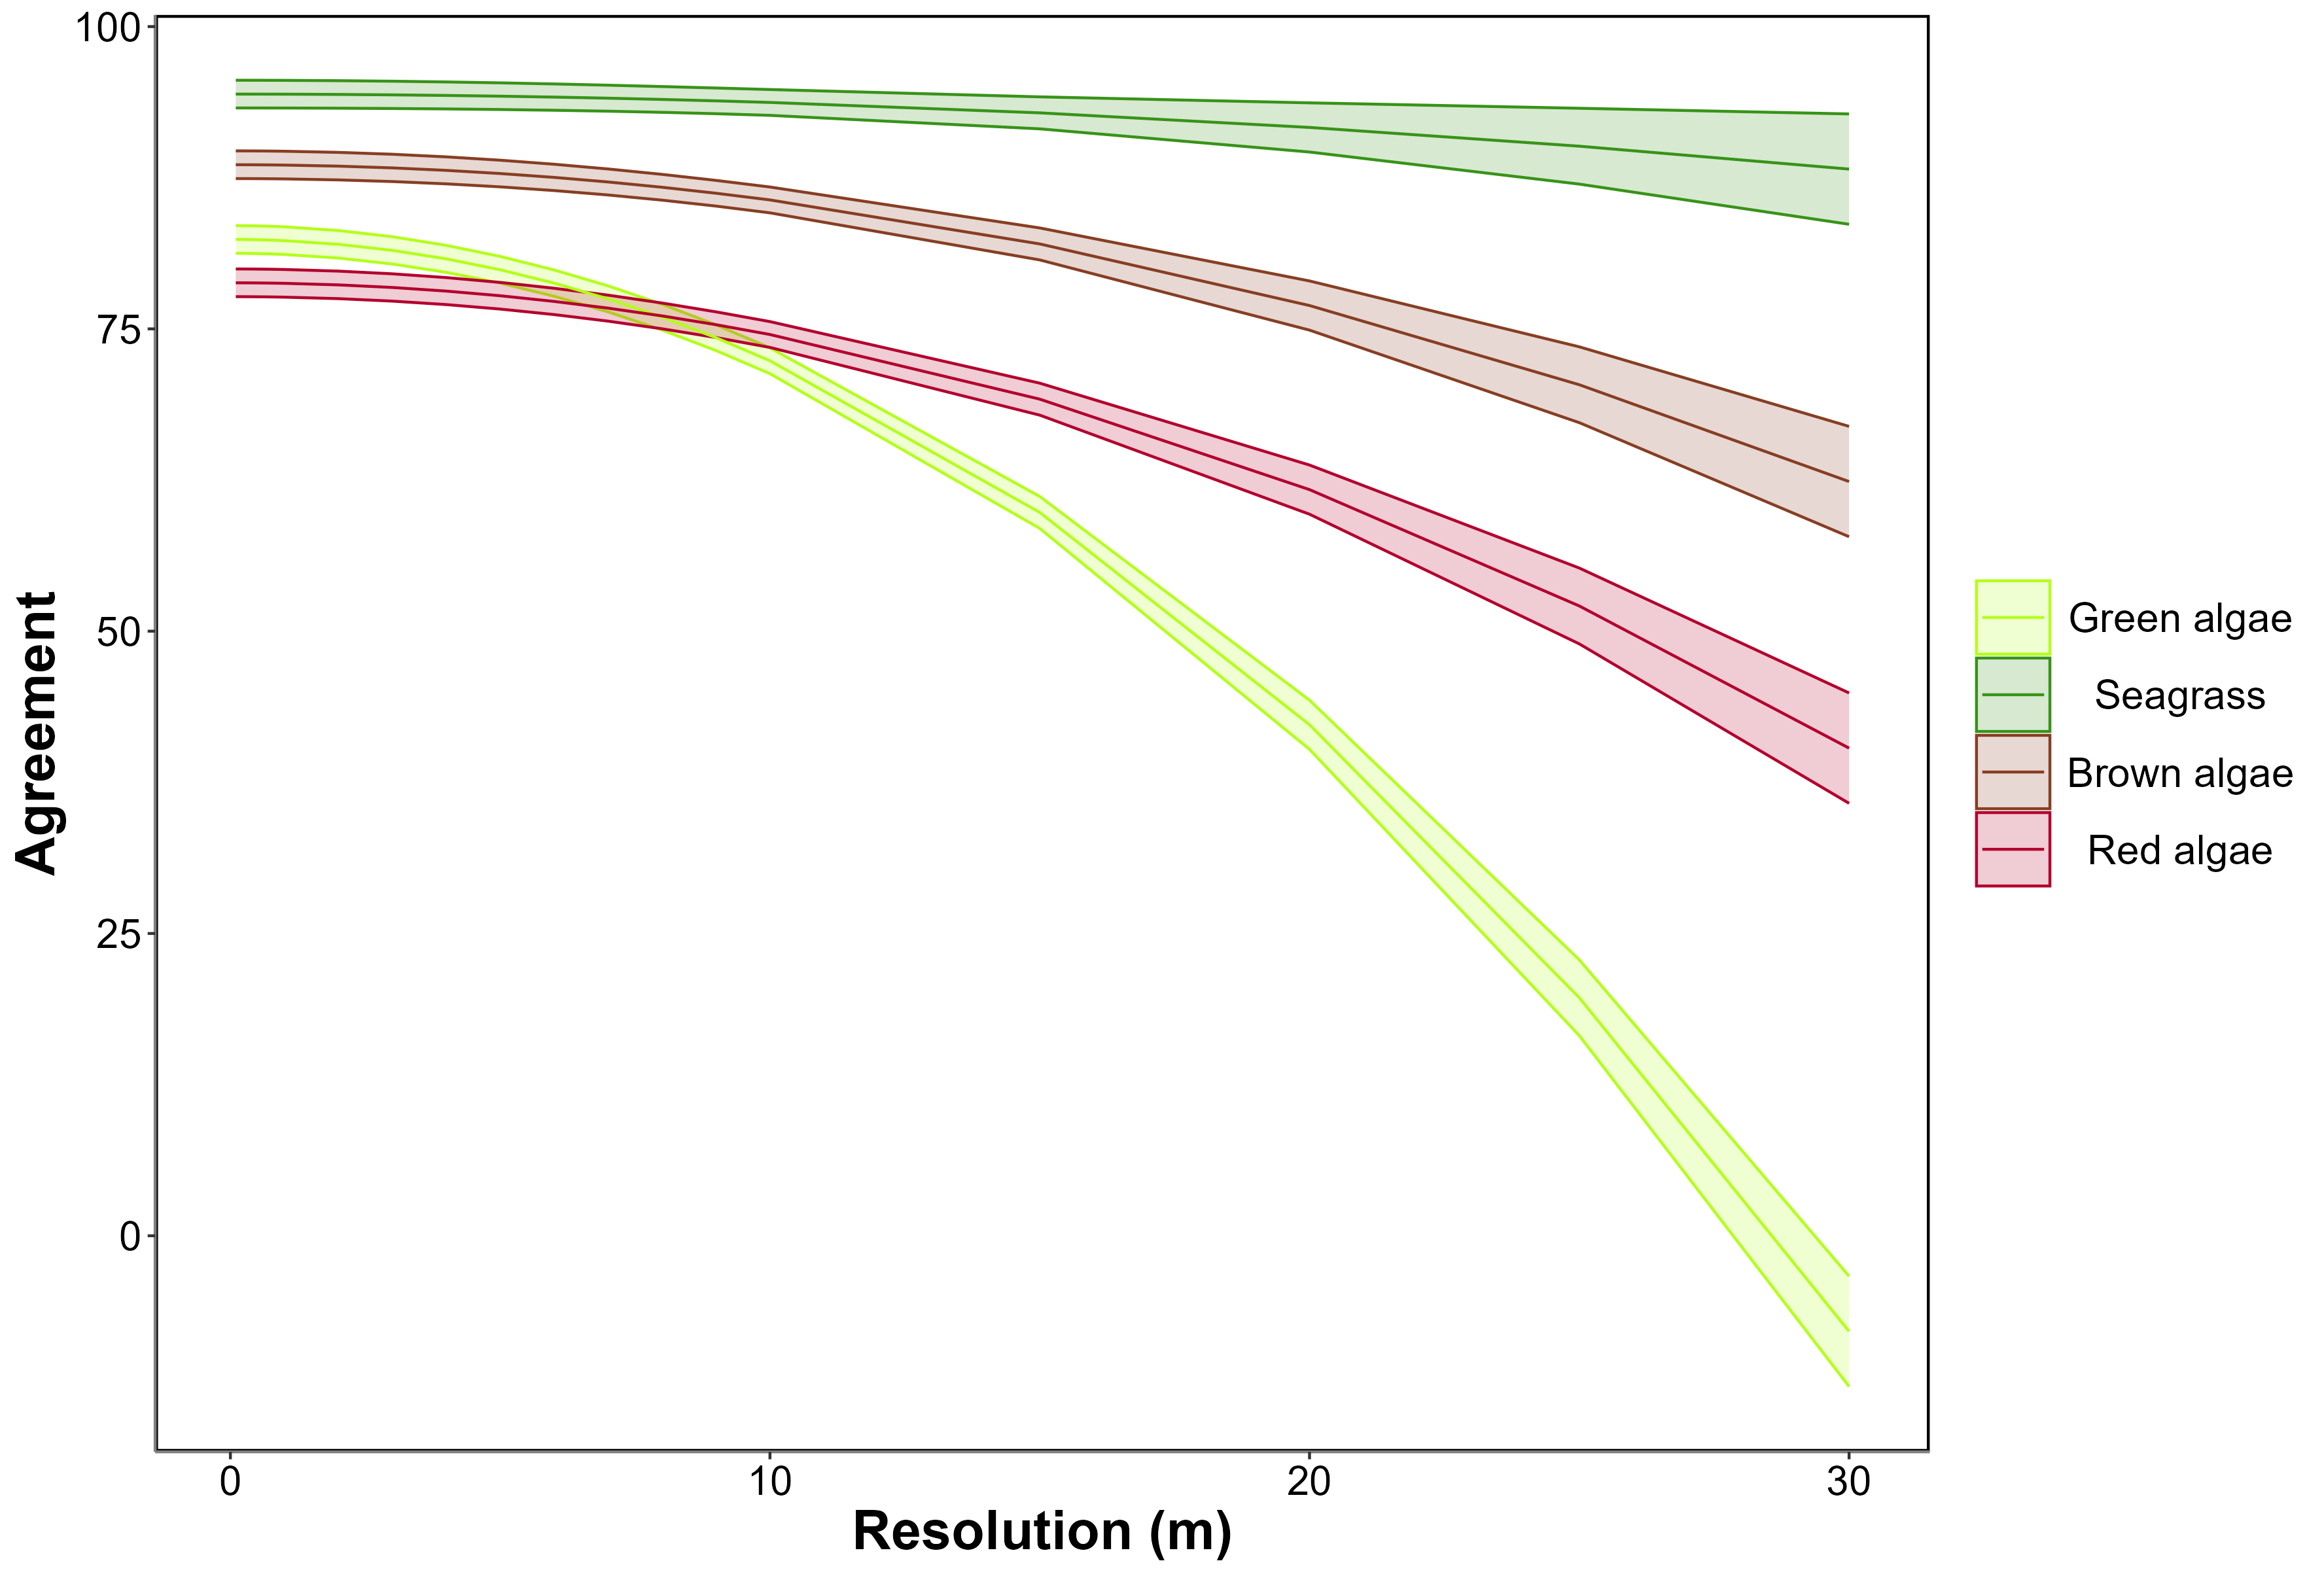 100
75
50
25
0
Agreement
0 10 20 30
Resolution (m)
Green algae
Seagrass
Brown algae
Red algae